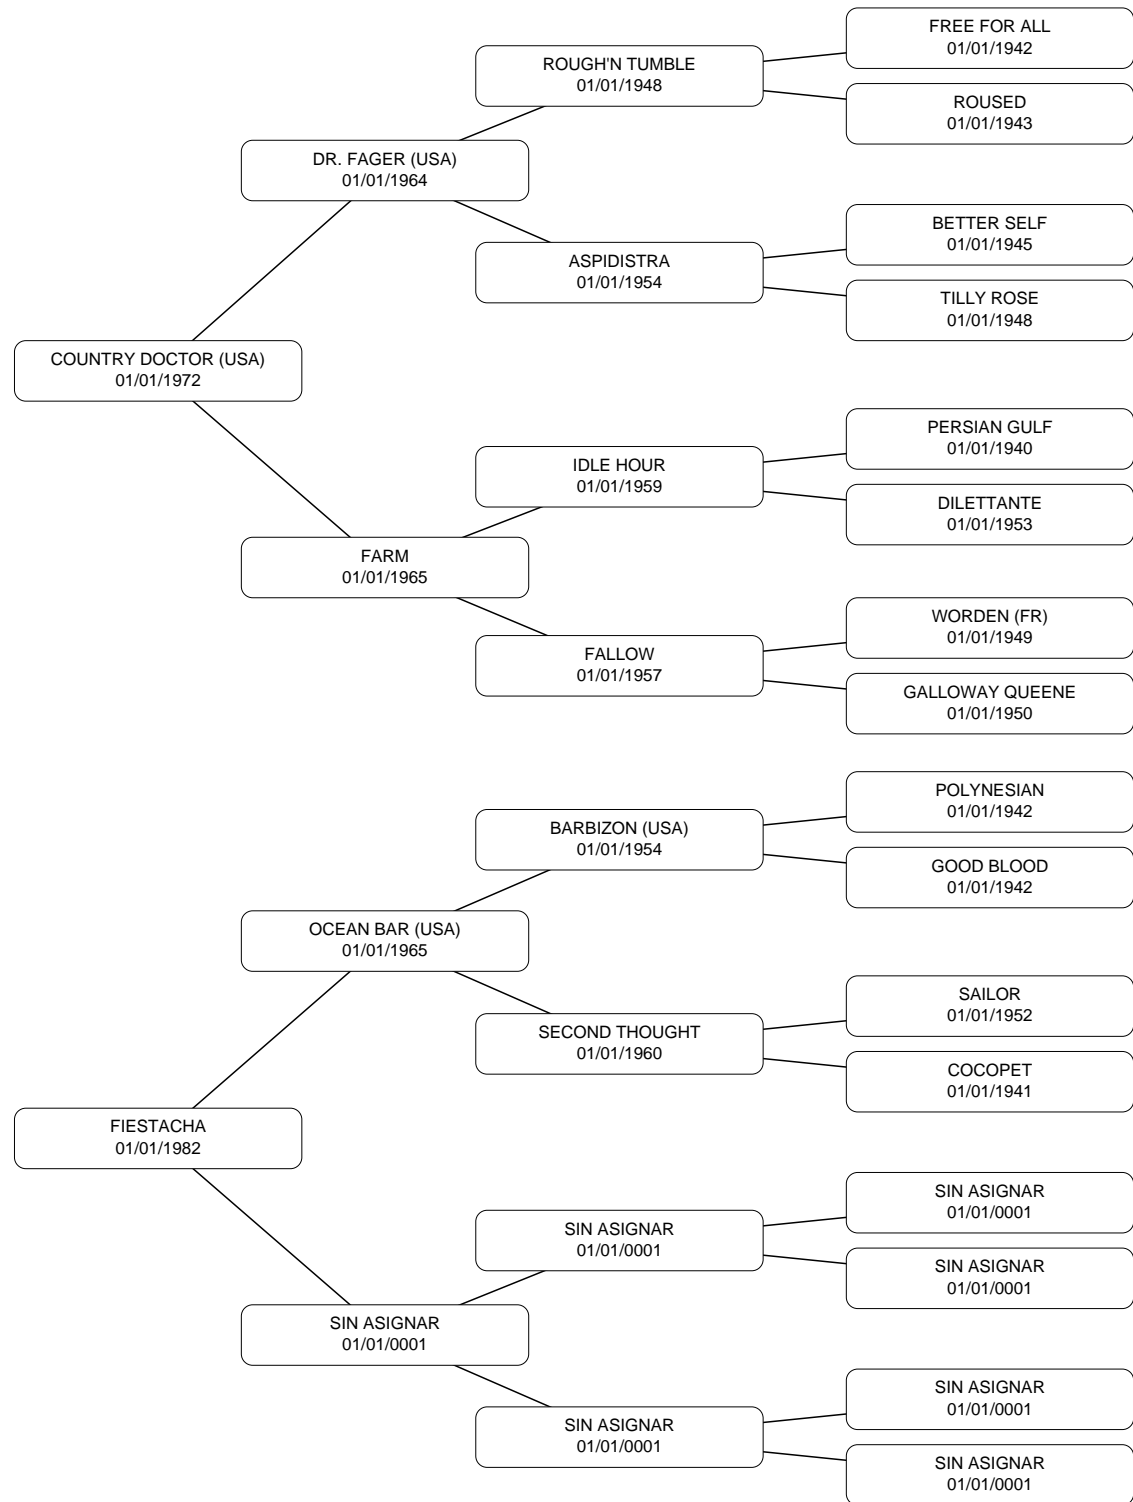 FREE FOR ALL
01/01/1942
ROUGH'N TUMBLE
01/01/1948
ROUSED
01/01/1943
DR. FAGER (USA)
01/01/1964
BETTER SELF
01/01/1945
ASPIDISTRA
01/01/1954
TILLY ROSE
01/01/1948
COUNTRY DOCTOR (USA)
01/01/1972
PERSIAN GULF
01/01/1940
IDLE HOUR
01/01/1959
DILETTANTE
01/01/1953
FARM
01/01/1965
WORDEN (FR)
01/01/1949
FALLOW
01/01/1957
GALLOWAY QUEENE
01/01/1950
POLYNESIAN
01/01/1942
BARBIZON (USA)
01/01/1954
GOOD BLOOD
01/01/1942
OCEAN BAR (USA)
01/01/1965
SAILOR
01/01/1952
SECOND THOUGHT
01/01/1960
COCOPET
01/01/1941
FIESTACHA
01/01/1982
SIN ASIGNAR
01/01/0001
SIN ASIGNAR
01/01/0001
SIN ASIGNAR
01/01/0001
SIN ASIGNAR
01/01/0001
SIN ASIGNAR
01/01/0001
SIN ASIGNAR
01/01/0001
SIN ASIGNAR
01/01/0001